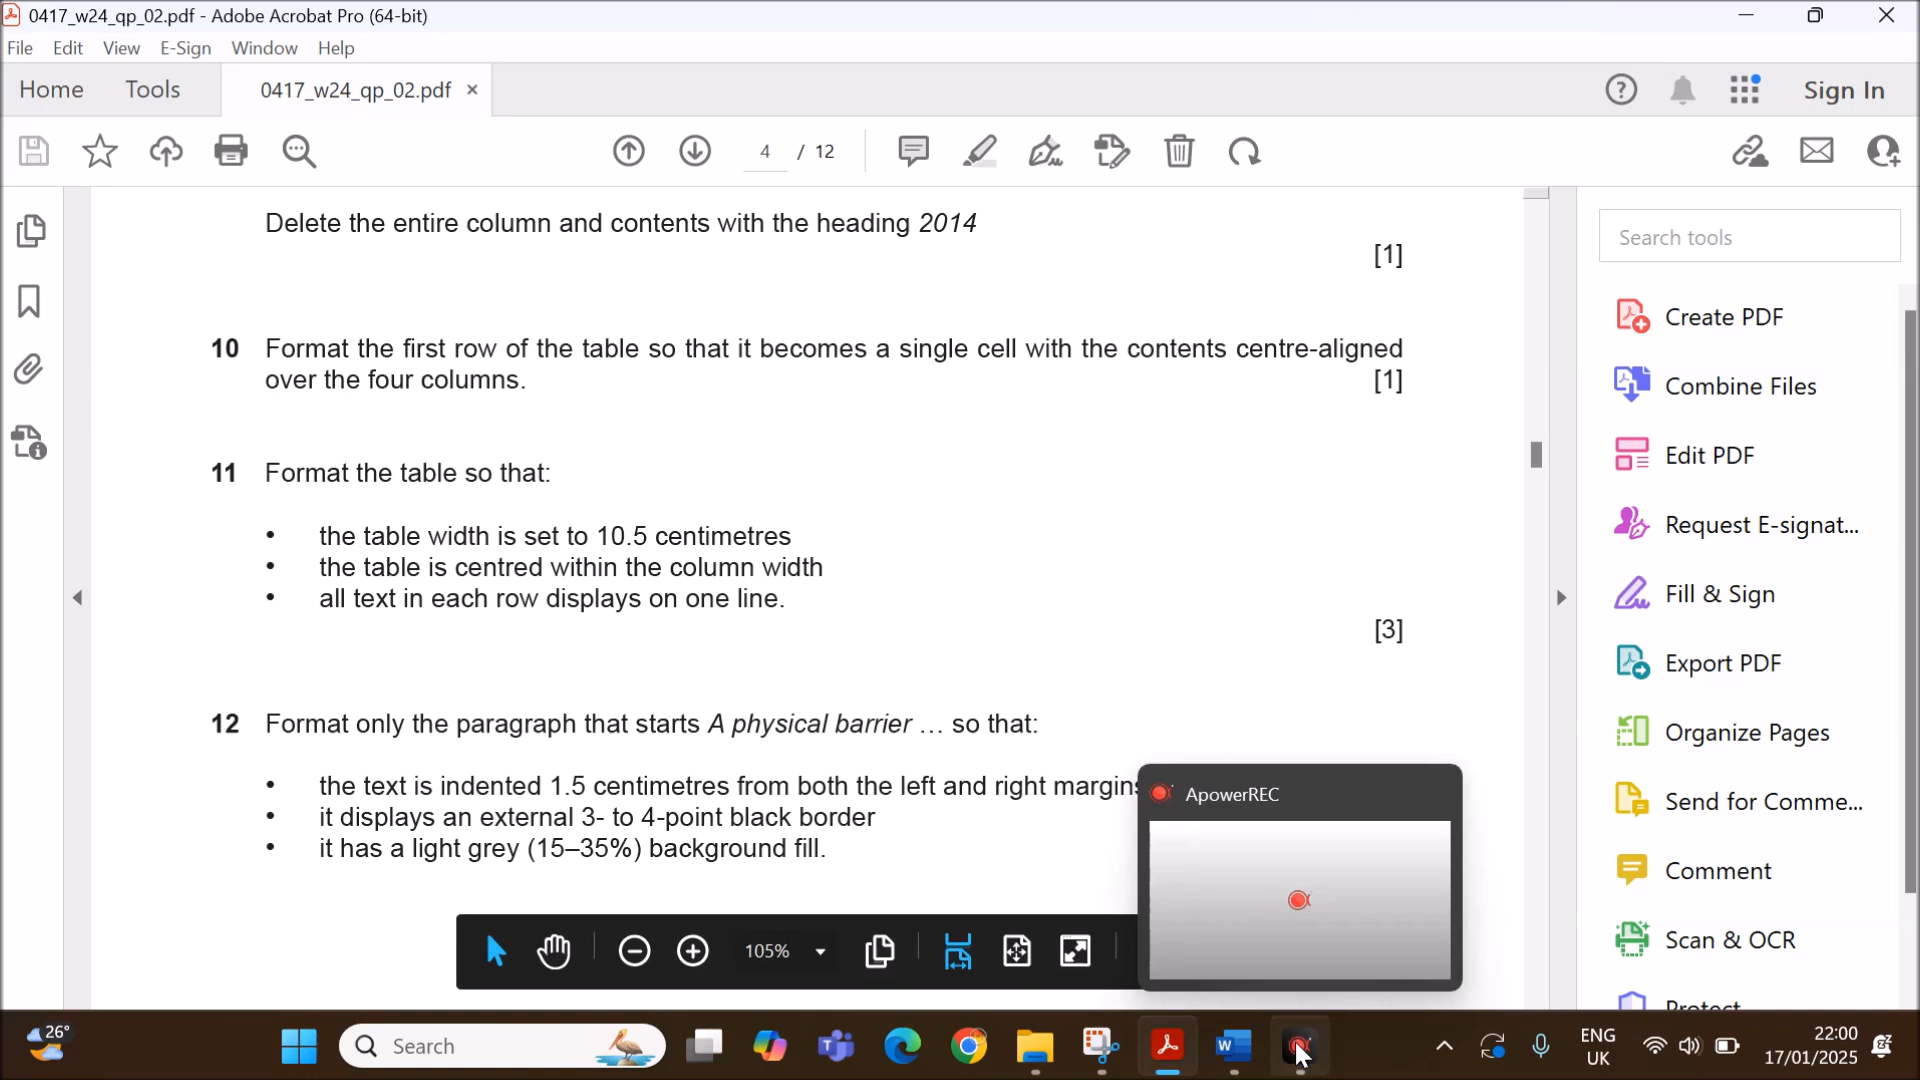 0417_w24_qp_02.pdf - Adobe Acrobat Pro (64-bit)
File Edit View E-Sign Window Help
Home Tools 0417_w24_qp_02.pdf × Sign In
4 / 12
Delete the entire column and contents with the heading 2014
[1]
10 Format the first row of the table so that it becomes a single cell with the contents centre-aligned
over the four columns. [1]
11 Format the table so that:
• the table width is set to 10.5 centimetres
• the table is centred within the column width
• all text in each row displays on one line.
[3]
12 Format only the paragraph that starts A physical barrier … so that:
• the text is indented 1.5 centimetres from both the left and right margins
• it displays an external 3- to 4-point black border
• it has a light grey (15–35%) background fill.
ApowerREC
105%
Search tools
Create PDF
Combine Files
Edit PDF
Request E-signat...
Fill & Sign
Export PDF
Organize Pages
Send for Comme...
Comment
Scan & OCR
Protect
26°
Search
ENG
UK
22:00
17/01/2025